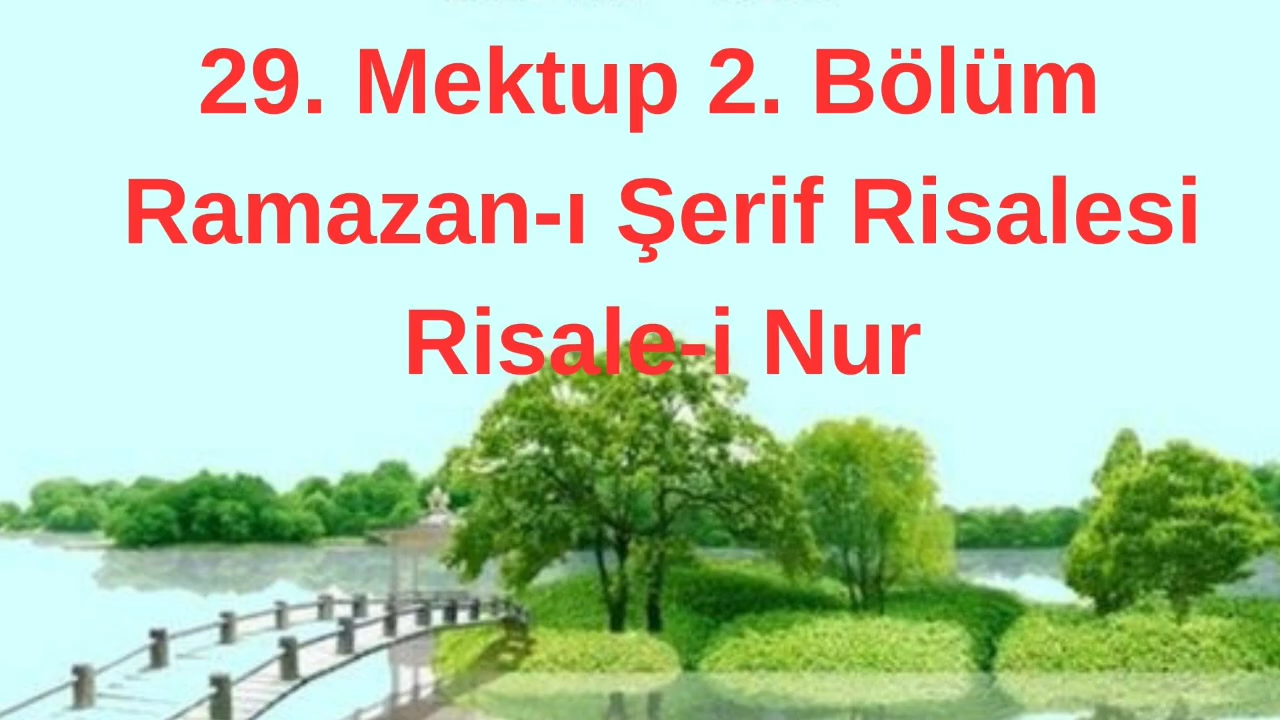 29. Mektup 2. Bölüm
Ramazan-ı Şerif Risalesi
Risale-i Nur